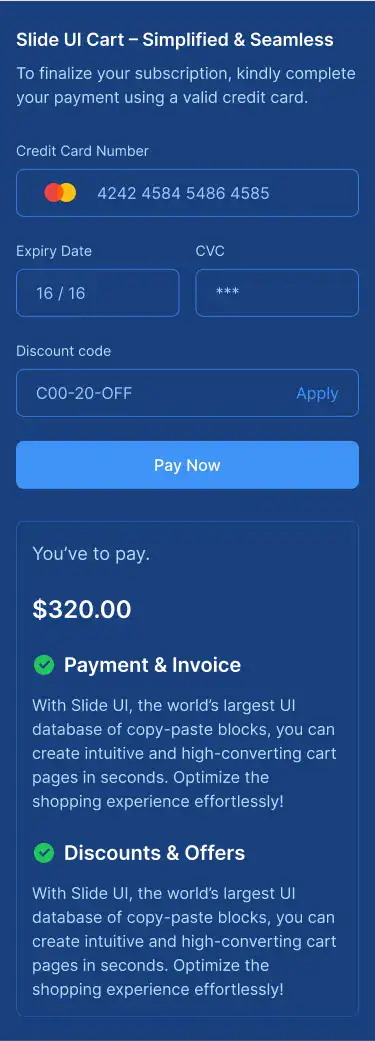 Slide UI Cart – Simplified & Seamless
To finalize your subscription, kindly complete
your payment using a valid credit card.
Credit Card Number
4242 4584 5486 4585
Expiry Date
CVC
16 / 16
***
Discount code
C00-20-OFF
Apply
Pay Now
You’ve to pay.
$320.00
Payment & Invoice
With Slide UI, the world’s largest UI
database of copy-paste blocks, you can
create intuitive and high-converting cart
pages in seconds. Optimize the
shopping experience effortlessly!
Discounts & Offers
With Slide UI, the world’s largest UI
database of copy-paste blocks, you can
create intuitive and high-converting cart
pages in seconds. Optimize the
shopping experience effortlessly!